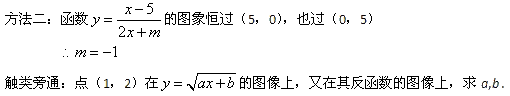 方法二：函数 $y=\dfrac{x-5}{2x+m}$ 的图象恒过（5，0），也过（0，5）
∴ m = −1
触类旁通：点（1，2）在 $y=\sqrt{ax+b}$ 的图像上，又在其反函数的图像上，求 a,b.